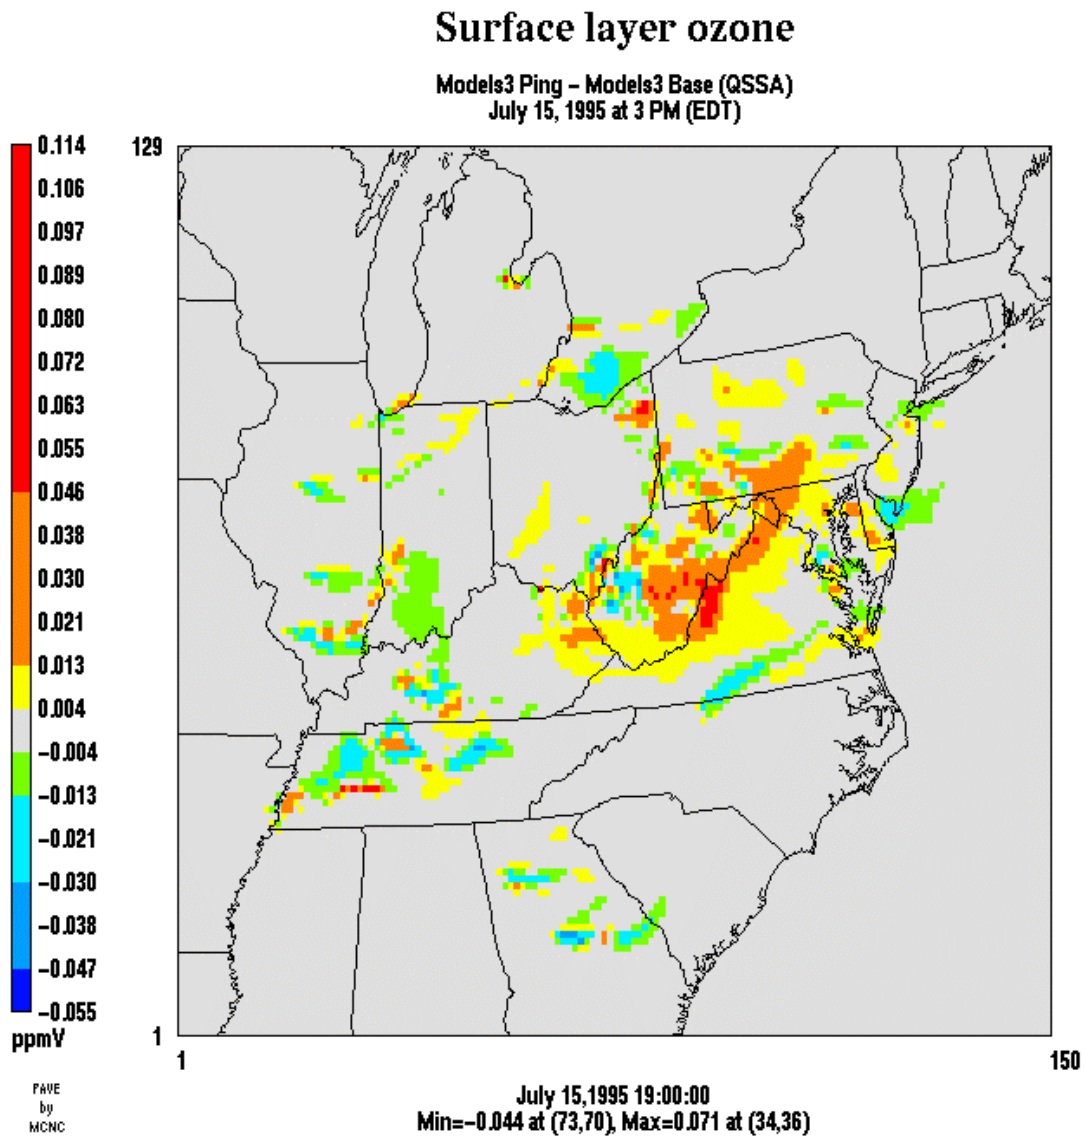 Surface layer ozone
Models3 Ping − Models3 Base (QSSA)
July 15, 1995 at 3 PM (EDT)
0.114
0.106
0.097
0.089
0.080
0.072
0.063
0.055
0.046
0.038
0.030
0.021
0.013
0.004
−0.004
−0.013
−0.021
−0.030
−0.038
−0.047
−0.055
ppmV
129
1
1
150
PAVE
by
MCNC
July 15,1995 19:00:00
Min=−0.044 at (73,70), Max=0.071 at (34,36)